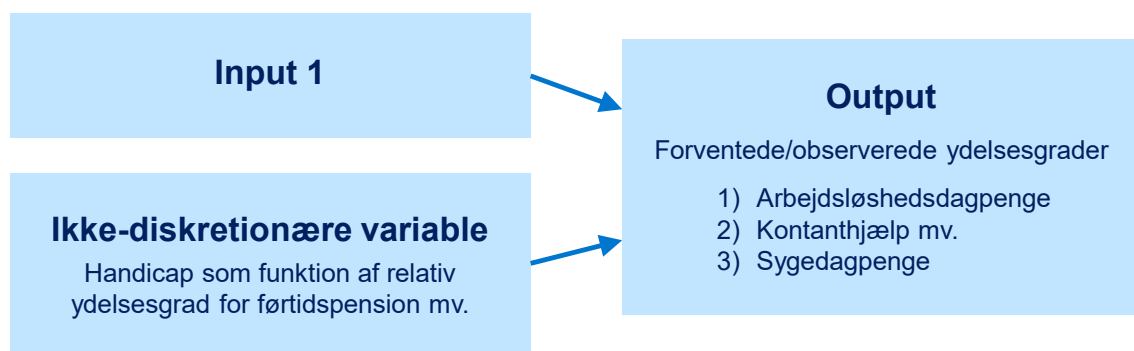 Input 1
Ikke-diskretionære variable
Handicap som funktion af relativ
ydelsesgrad for førtidspension mv.
Output
Forventede/observerede ydelsesgrader
1) Arbejdsløshedsdagpenge
2) Kontanthjælp mv.
3) Sygedagpenge